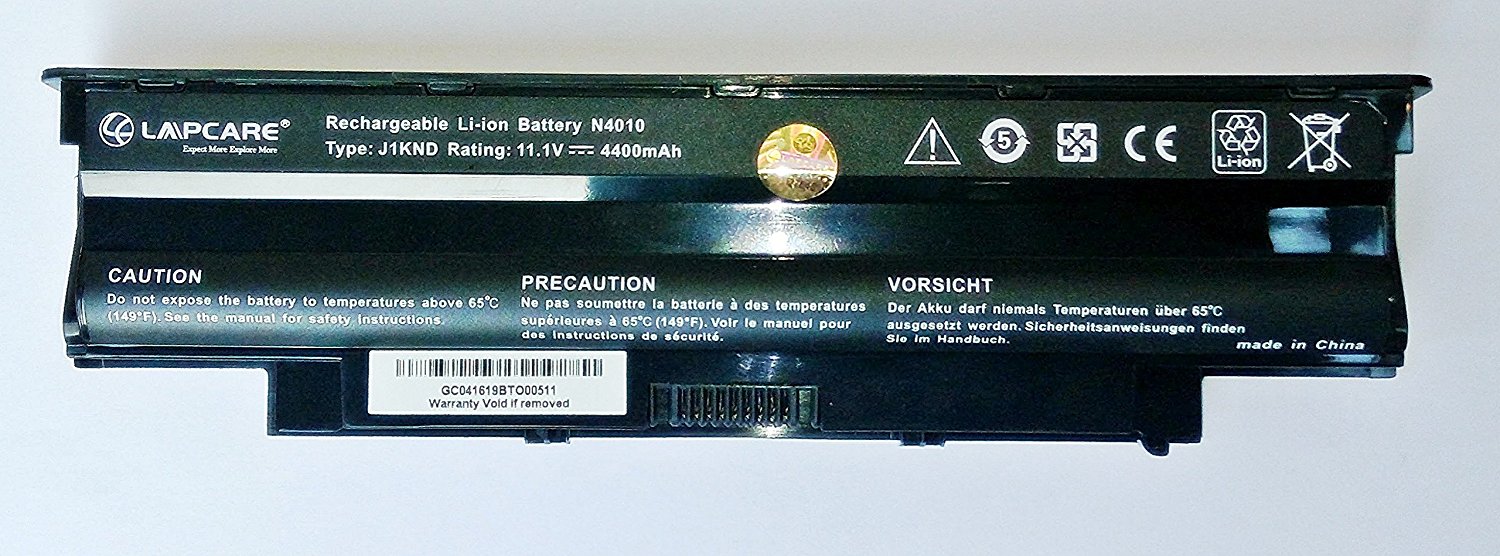 LAPCARE®
Expect More Explore More
Rechargeable Li-ion Battery N4010
Type: J1KND Rating: 11.1V 4400mAh
5
CE
Li-ion
CAUTION
Do not expose the battery to temperatures above 65°C
(149°F). See the manual for safety Instructions.
PRECAUTION
Ne pas soumettre la batterie à des temperatures
supérieures à 65°C (149°F). Voir le manuel pour
des Instructions de sécurité.
VORSICHT
Der Akku darf niemals Temperaturen über 65°C
ausgesetzt werden. Sicherheitsanweisungen finden
Sie im Handbuch.
made in China
GC041619BTO00511
Warranty Void if removed